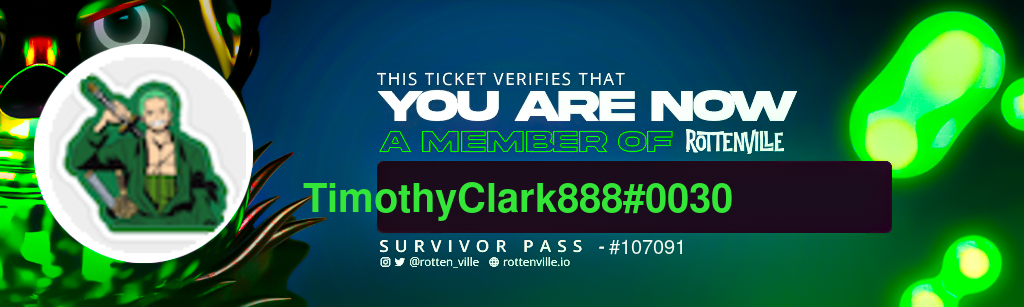 THIS TICKET VERIFIES THAT
YOU ARE NOW
A MEMBER OF ROTTENVILLE
TimothyClark888#0030
SURVIVOR PASS - #107091
@rotten_ville rottenville.io